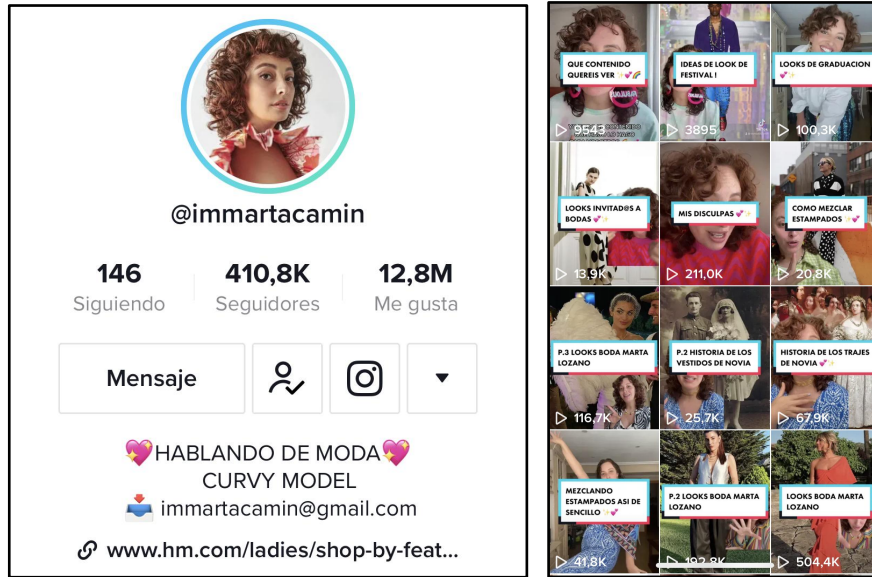 @immartacamin
146
410,8K
12,8M
Siguiendo
Seguidores
Me gusta
Mensaje
💖HABLANDO DE MODA💖
CURVY MODEL
📥 immartacamin@gmail.com
www.hm.com/ladies/shop-by-feat...
QUE CONTENIDO
QUEREIS VER ✨💕🌈
9543
IDEAS DE LOOK DE
FESTIVAL !
3895
LOOKS DE GRADUACION
💕✨
100,3K
LOOKS INVITAD@S A
BODAS 💕✨
13,9K
MIS DISCULPAS 💕✨
211,0K
COMO MEZCLAR
ESTAMPADOS ✨💕
20,8K
P.3 LOOKS BODA MARTA
LOZANO
116,7K
P.2 HISTORIA DE LOS
VESTIDOS DE NOVIA
25,7K
HISTORIA DE LOS TRAJES
DE NOVIA 💕✨
67,9K
MEZCLANDO
ESTAMPADOS ASI DE
SENCILLO ✨💕
41,8K
P.2 LOOKS BODA MARTA
LOZANO
192,8K
LOOKS BODA MARTA
LOZANO
504,4K